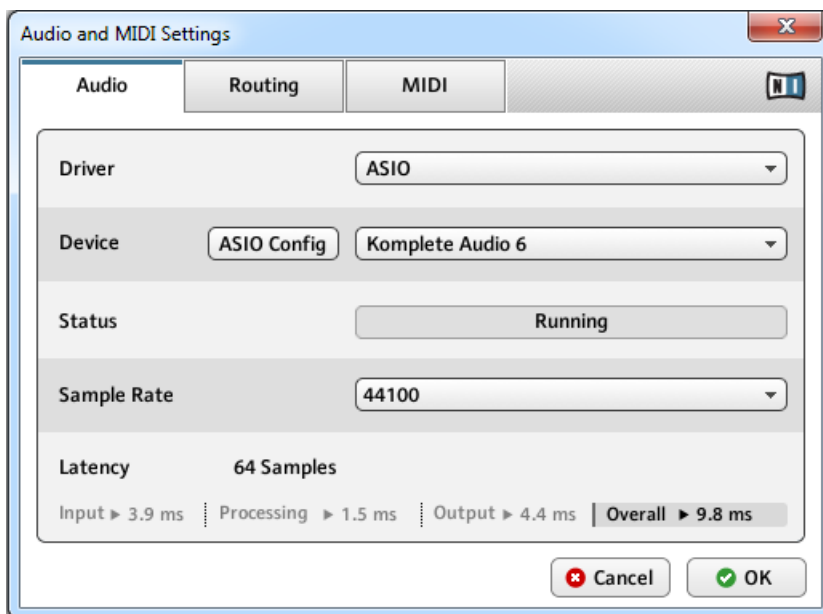 Audio and MIDI Settings
Audio Routing MIDI NI
Driver ASIO
Device ASIO Config Komplete Audio 6
Status Running
Sample Rate 44100
Latency 64 Samples
Input ▸ 3.9 ms Processing ▸ 1.5 ms Output ▸ 4.4 ms Overall ▸ 9.8 ms
Cancel OK